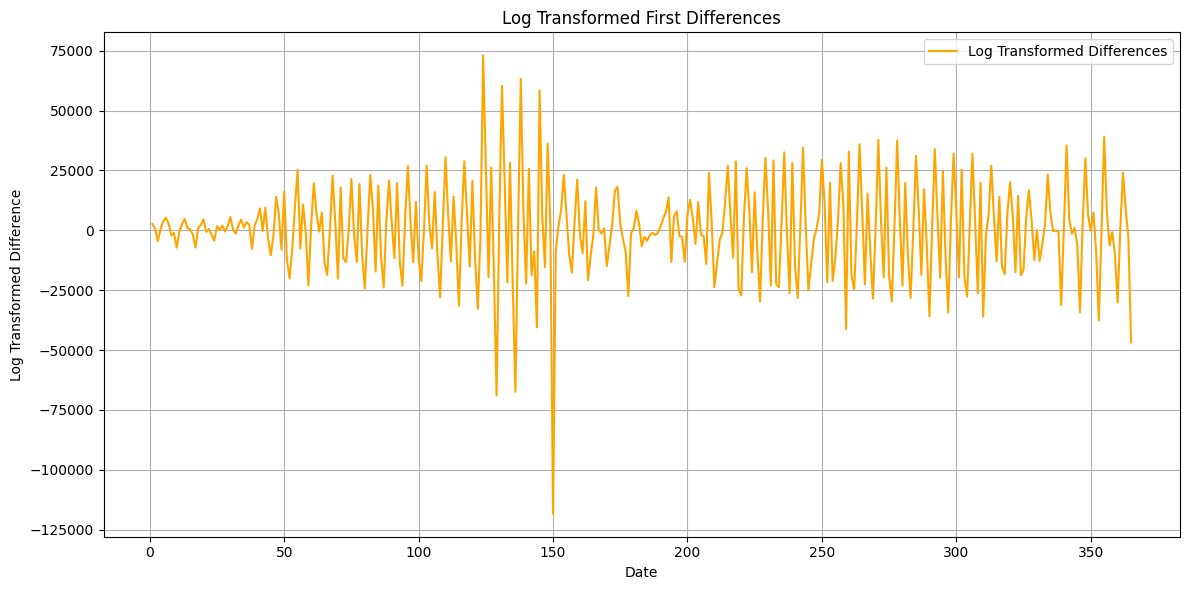 Log Transformed First Differences
Log Transformed Differences
Log Transformed Difference
75000
50000
25000
0
−25000
−50000
−75000
−100000
−125000
0 50 100 150 200 250 300 350
Date